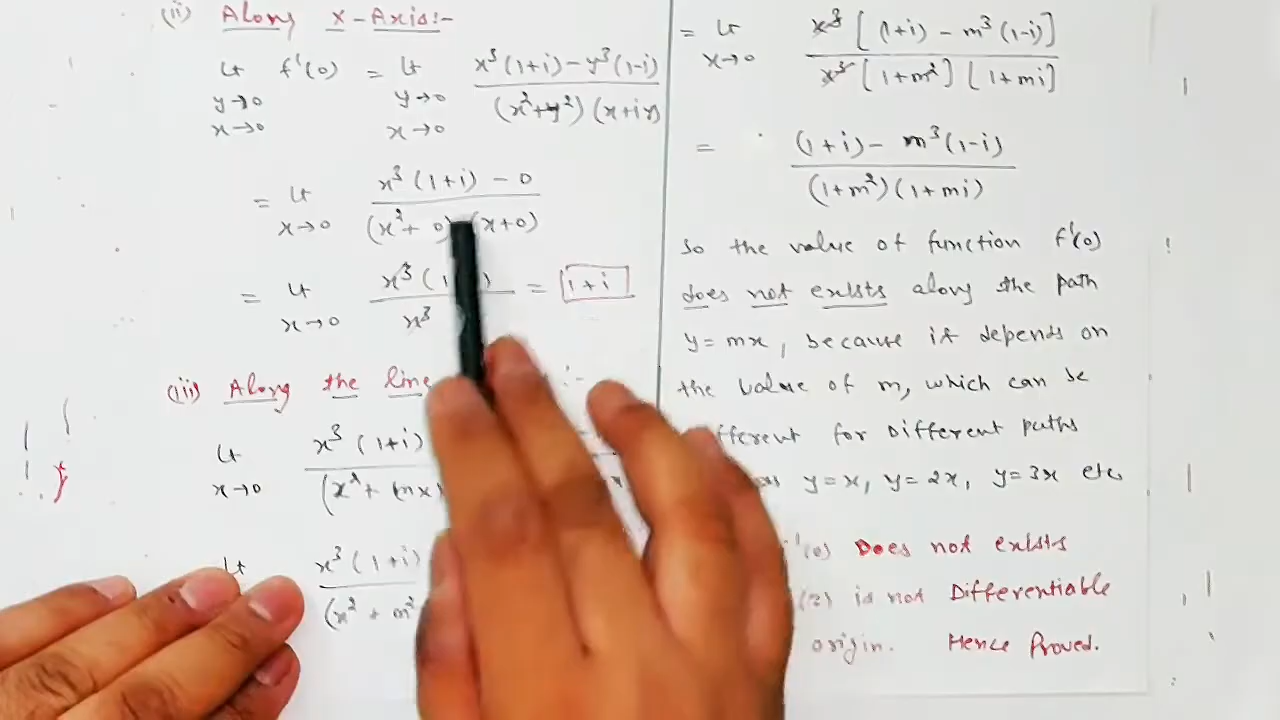 (ii) Along X-Axis:-
Lt f'(0) = Lt x³(1+i) - y³(1-i)
y→0 y→0 (x²+y²)(x+iy)
x→0 x→0
= Lt x³(1+i) - 0
x→0 (x²+0) (x+0)
= Lt x³(1 ) = 1+i
x→0 x³
(iii) Along the line :-
Lt x³(1+i)
x→0 (x²+(mx)
Lt x³(1+i)
(x²+m²
= Lt x³[(1+i) - m³(1-i)]
x→0 x³[1+m²][1+mi]
= (1+i) - m³(1-i)
(1+m²)(1+mi)
So the value of function f'(0)
does not exists along the path
y=mx, because it depends on
the value of m, which can be
for Different paths
y=x, y=2x, y=3x etc
Does not exists
is not Differentiable
origin. Hence Proved.